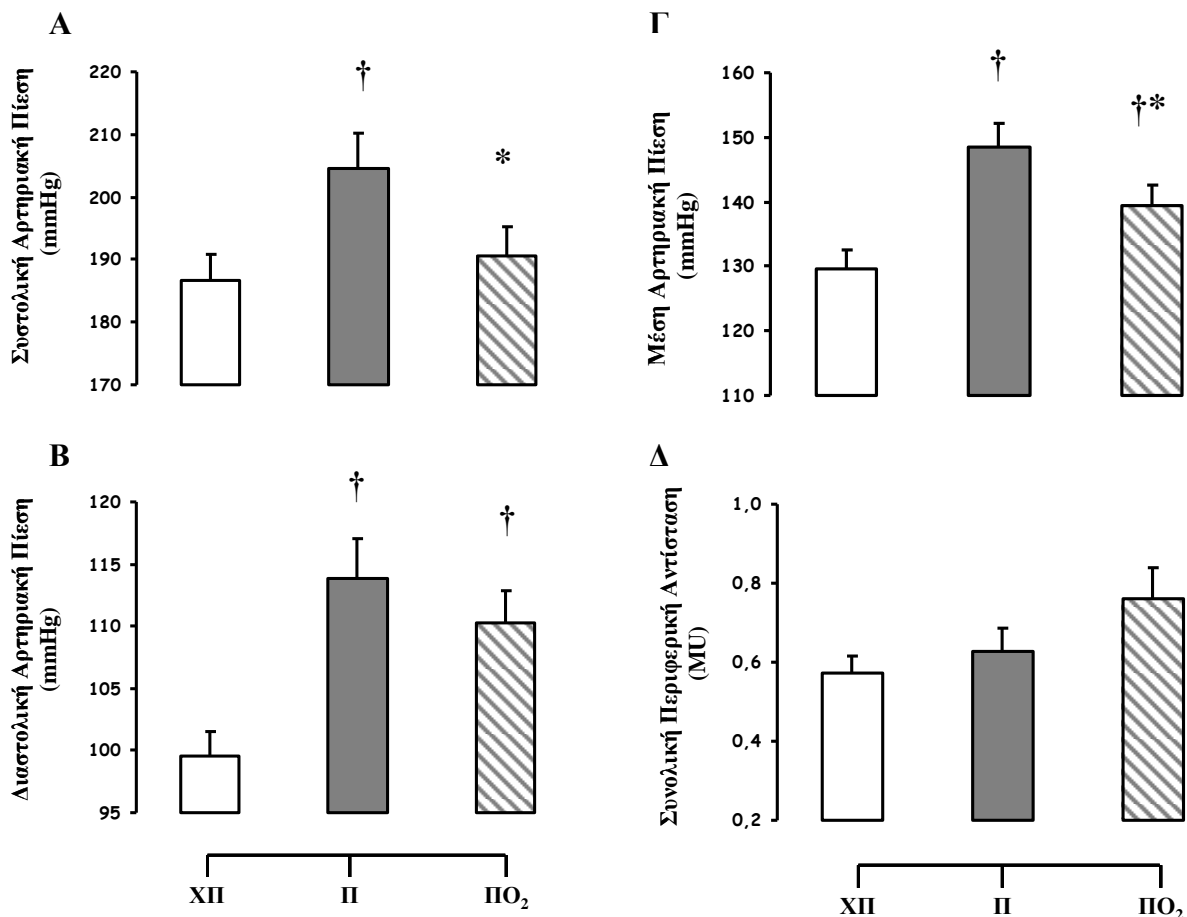 Α
Συστολική Αρτηριακή Πίεση
(mmHg)
220
210
200
190
180
170
†
*
Γ
Μέση Αρτηριακή Πίεση
(mmHg)
160
150
140
130
120
110
†
†*
Β
Διαστολική Αρτηριακή Πίεση
(mmHg)
120
115
110
105
100
95
†
†
ΧΠ
Π
ΠΟ₂
Δ
Συνολική Περιφερική Αντίσταση
(MU)
1,0
0,8
0,6
0,4
0,2
ΧΠ
Π
ΠΟ₂